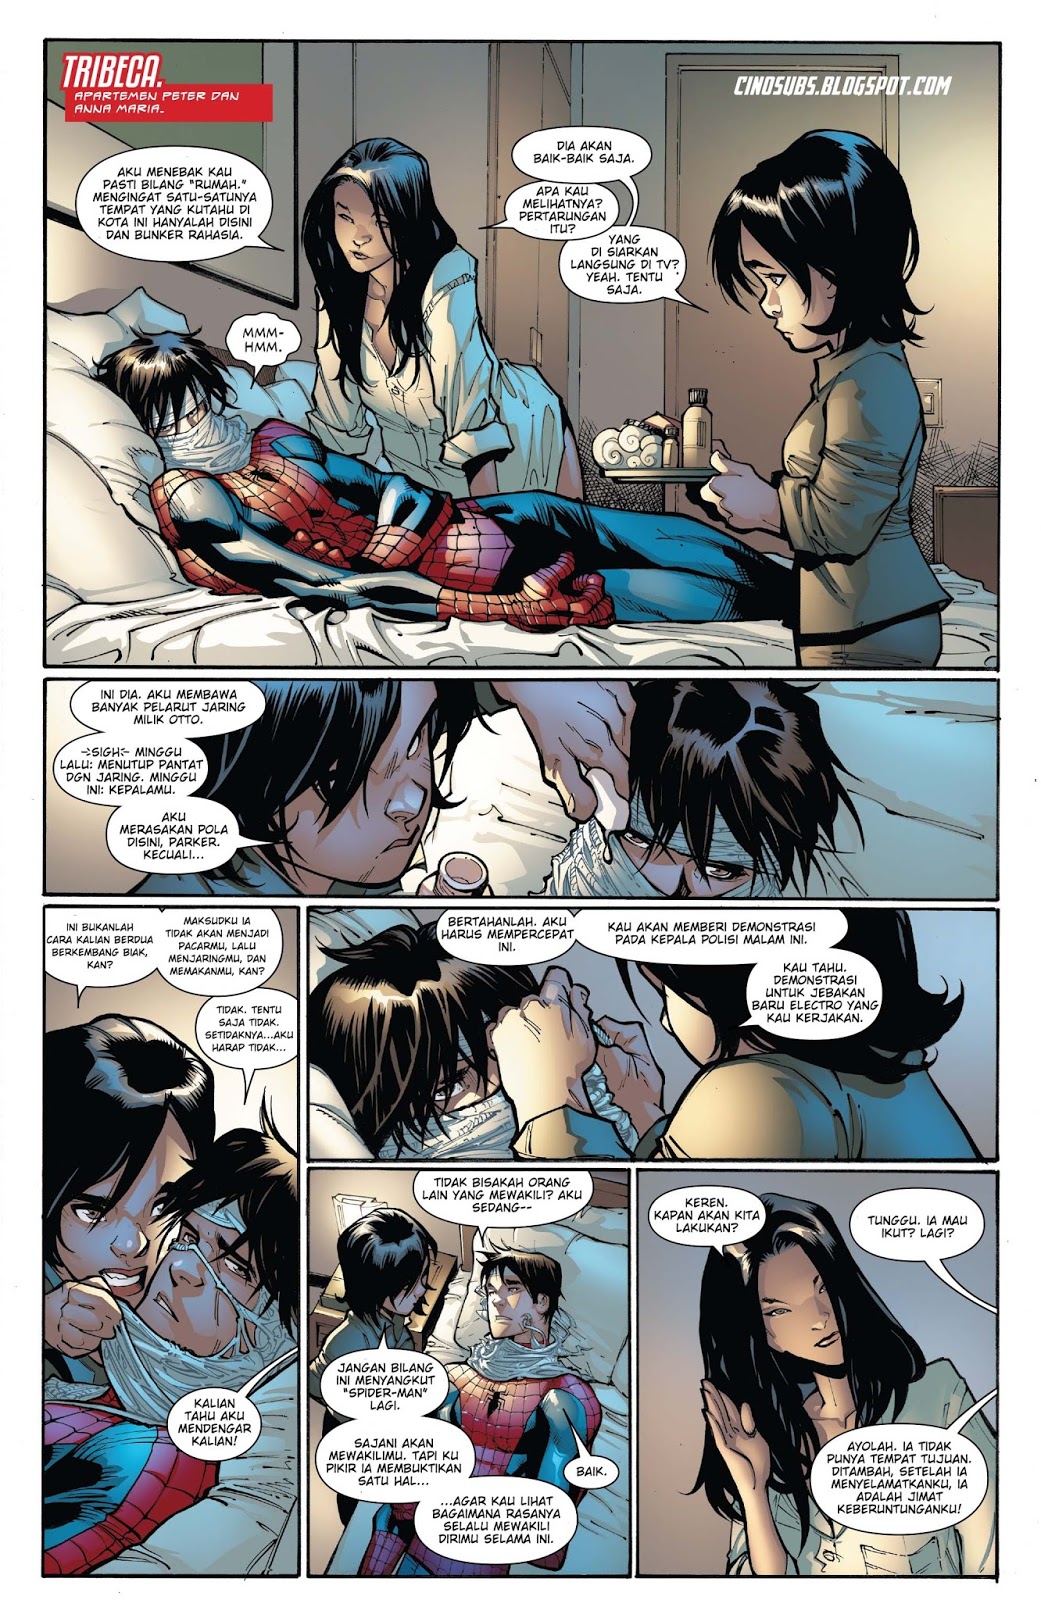 TRIBECA.
APARTEMEN PETER DAN
ANNA MARIA.
CINOSUBS.BLOGSPOT.COM
AKU MENEBAK KAU
PASTI BILANG "RUMAH."
MENGINGAT SATU-SATUNYA
TEMPAT YANG KUTAHU DI
KOTA INI HANYALAH DISINI
DAN BUNKER RAHASIA.
MMM-
HMM.
DIA AKAN
BAIK-BAIK SAJA.
APA KAU
MELIHATNYA?
PERTARUNGAN
ITU?
YANG
DI SIARKAN
LANGSUNG DI TV?
YEAH. TENTU
SAJA.
INI DIA. AKU MEMBAWA
BANYAK PELARUT JARING
MILIK OTTO.
SIGH MINGGU
LALU: MENUTUP PANTAT
DGN JARING. MINGGU
INI: KEPALAMU.
AKU
MERASAKAN POLA
DISINI, PARKER.
KECUALI...
INI BUKANLAH
CARA KALIAN BERDUA
BERKEMBANG BIAK,
KAN?
MAKSUDKU IA
TIDAK AKAN MENJADI
PACARMU, LALU
MENJARINGMU, DAN
MEMAKANMU, KAN?
TIDAK. TENTU
SAJA TIDAK.
SETIDAKNYA...AKU
HARAP TIDAK...
KALIAN
TAHU AKU
MENDENGAR
KALIAN!
BERTAHANLAH. AKU
HARUS MEMPERCEPAT
INI.
KAU AKAN MEMBERI DEMONSTRASI
PADA KEPALA POLISI MALAM INI.
KAU TAHU.
DEMONSTRASI
UNTUK JEBAKAN
BARU ELECTRO YANG
KAU KERJAKAN.
TIDAK BISAKAH ORANG
LAIN YANG MEWAKILI? AKU
SEDANG--
JANGAN BILANG
INI MENYANGKUT
"SPIDER-MAN"
LAGI.
SAJANI AKAN
MEWAKILIMU. TAPI KU
PIKIR IA MEMBUKTIKAN
SATU HAL...
BAIK.
...AGAR KAU LIHAT
BAGAIMANA RASANYA
SELALU MEWAKILI
DIRIMU SELAMA INI.
KEREN.
KAPAN AKAN KITA
LAKUKAN?
TUNGGU. IA MAU
IKUT? LAGI?
AYOLAH. IA TIDAK
PUNYA TEMPAT TUJUAN.
DITAMBAH, SETELAH IA
MENYELAMATKANKU, IA
ADALAH JIMAT
KEBERUNTUNGANKU!